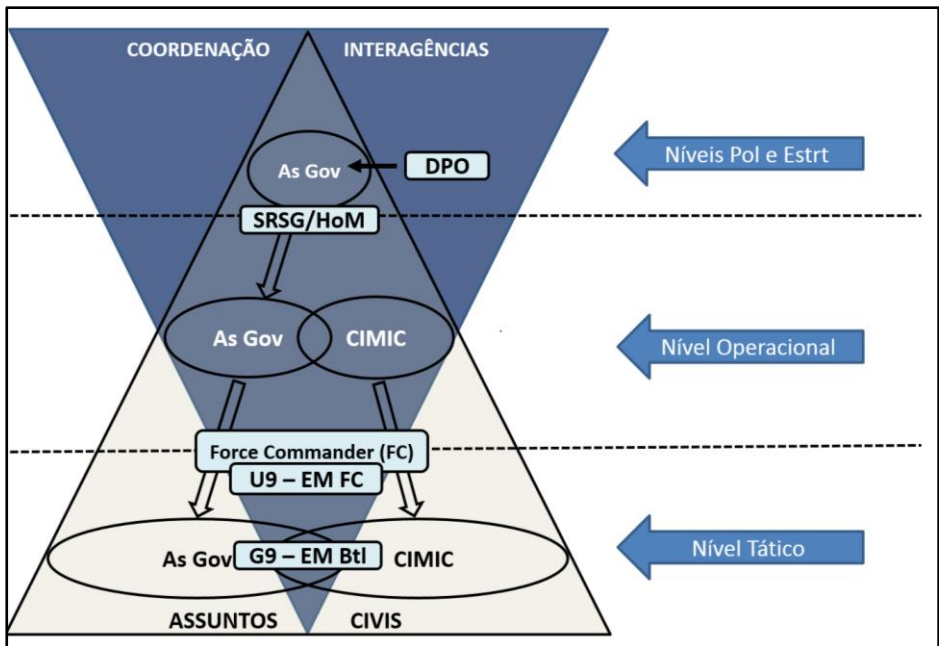 COORDENAÇÃO INTERAGÊNCIAS
As Gov
DPO
Níveis Pol e Estrt
SRSG/HoM
As Gov
CIMIC
Nível Operacional
Force Commander (FC)
U9 – EM FC
As Gov
G9 – EM Btl
CIMIC
Nível Tático
ASSUNTOS CIVIS